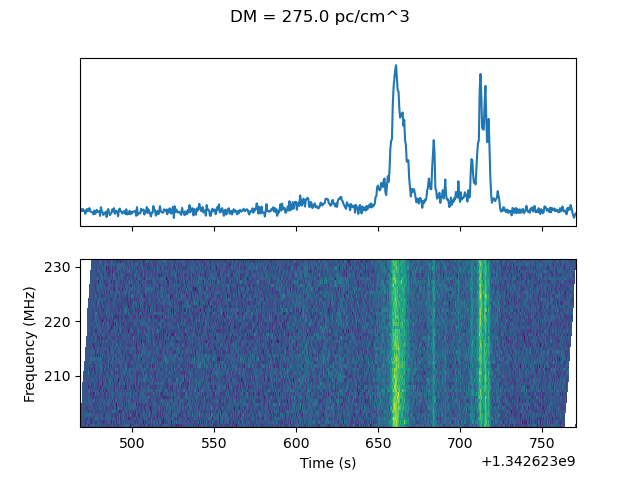 DM = 275.0 pc/cm^3
230
220
210
Frequency (MHz)
500 550 600 650 700 750
Time (s)
+1.342623e9